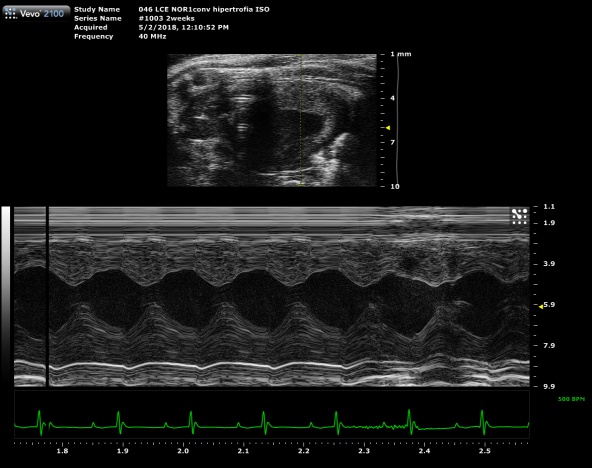 Vevo 2100
Study Name 046 LCE NOR1conv hipertrofia ISO
Series Name #1003 2weeks
Acquired 5/2/2018, 12:10:52 PM
Frequency 40 MHz
1 mm
4
7
10
1.1
1.9
3.9
5.9
7.9
9.9
500 BPM
1.8 1.9 2.0 2.1 2.2 2.3 2.4 2.5